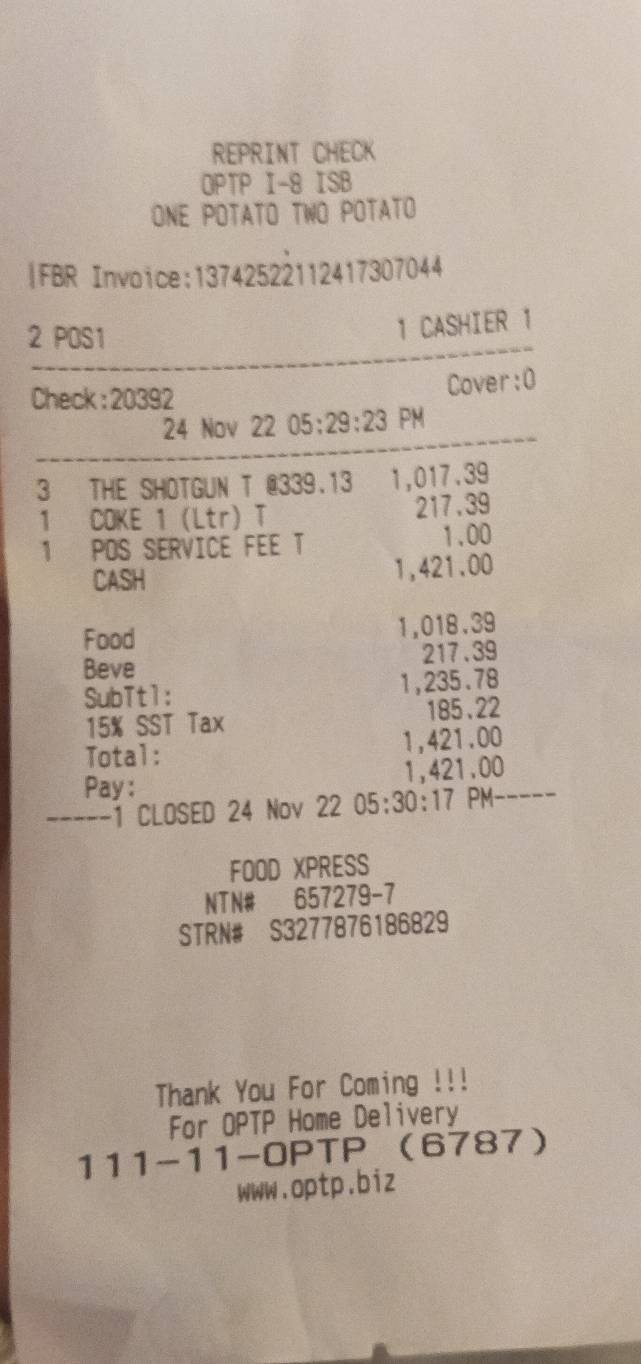 REPRINT CHECK
OPTP I-8 ISB
ONE POTATO TWO POTATO
FBR Invoice:13742522112417307044
2 POS1 1 CASHIER 1
Check:20392 Cover:0
24 Nov 22 05:29:23 PM
3 THE SHOTGUN T @339.13 1,017.39
1 COKE 1 (Ltr) T 217.39
1 POS SERVICE FEE T 1.00
CASH 1,421.00
Food 1,018.39
Beve 217.39
SubTtl: 1,235.78
15% SST Tax 185.22
Total: 1,421.00
Pay: 1,421.00
-----1 CLOSED 24 Nov 22 05:30:17 PM-----
FOOD XPRESS
NTN# 657279-7
STRN# S3277876186829
Thank You For Coming !!!
For OPTP Home Delivery
111-11-OPTP (6787)
www.optp.biz